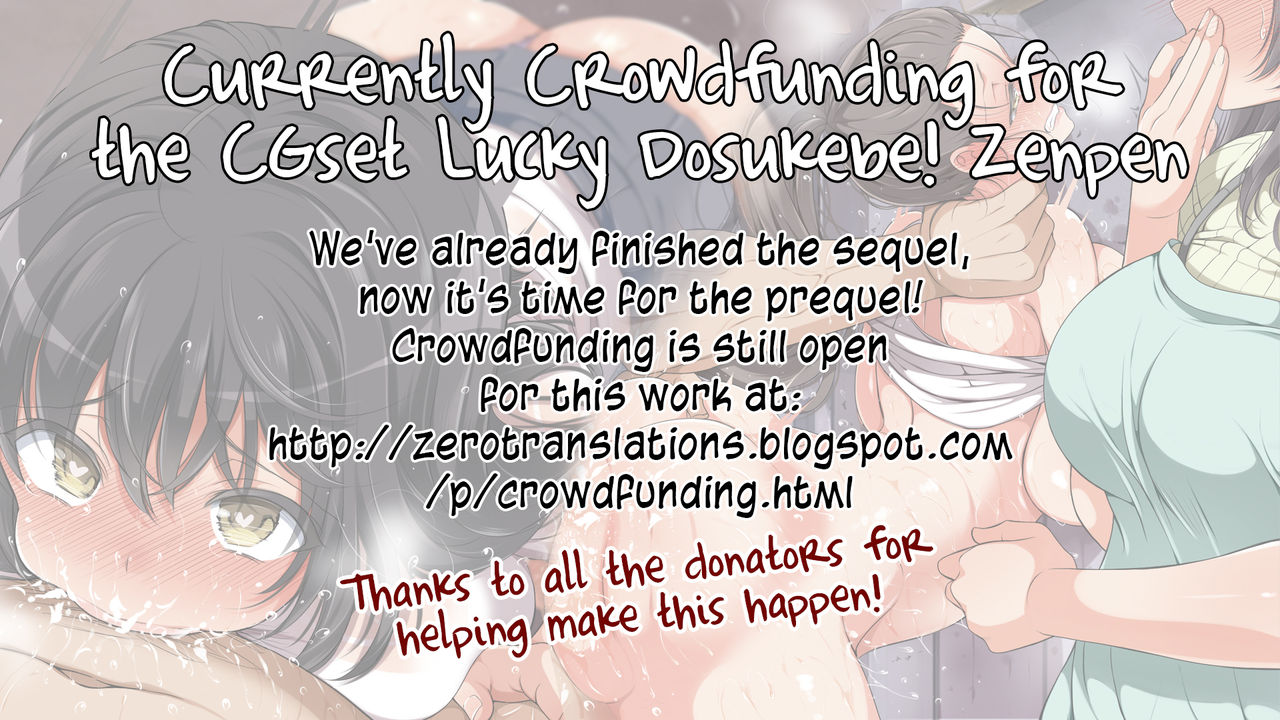 Currently Crowdfunding for
the CGset Lucky Dosukebe! Zenpen
We've already finished the sequel,
now it's time for the prequel!
Crowdfunding is still open
for this work at:
http://zerotranslations.blogspot.com
/p/crowdfunding.html
Thanks to all the donators for
helping make this happen!